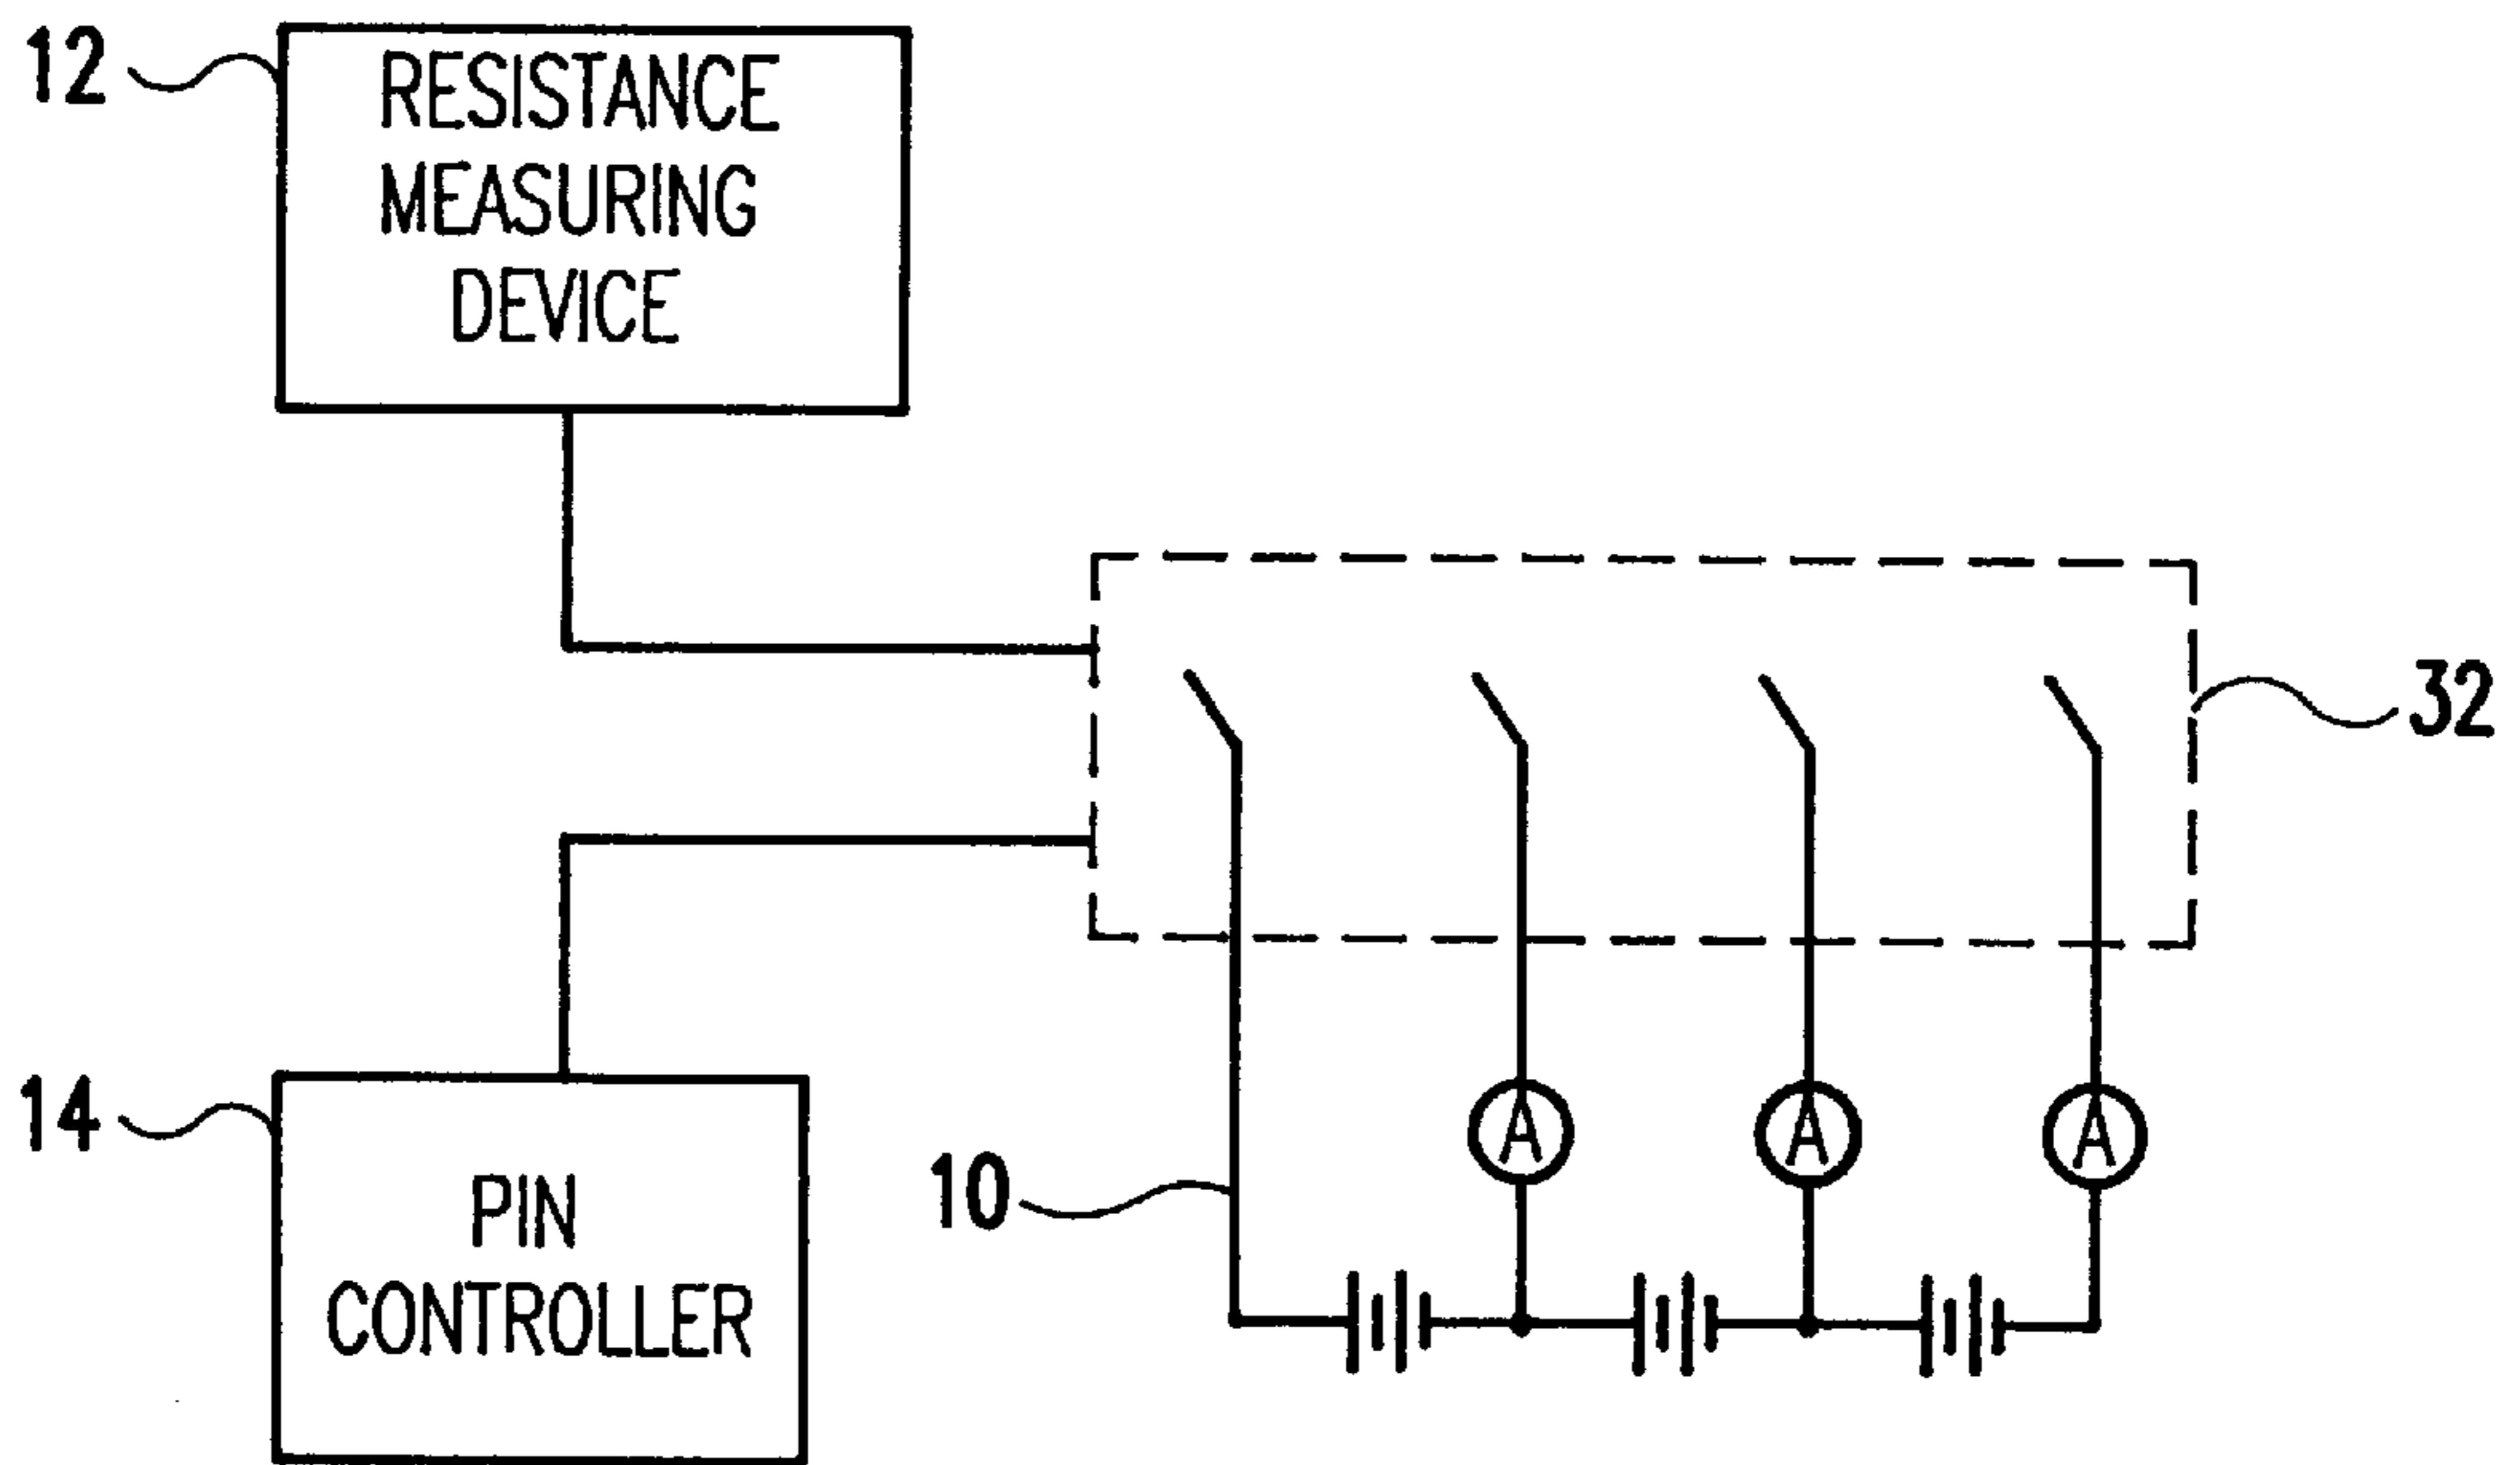 12
RESISTANCE
MEASURING
DEVICE
32
14
PIN
CONTROLLER
10
A A A